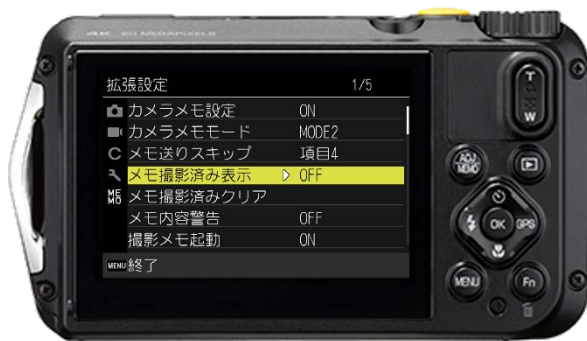 4K 20 MEGAPIXELS
拡張設定 1/5
カメラメモ設定 ON
カメラメモモード MODE2
C メモ送りスキップ 項目4
メモ撮影済み表示 OFF
MEMO メモ撮影済みクリア
メモ内容警告 OFF
撮影メモ起動 ON
MENU 終了
T
W
ADJ
MEMO
OK
GPS
MENU
Fn